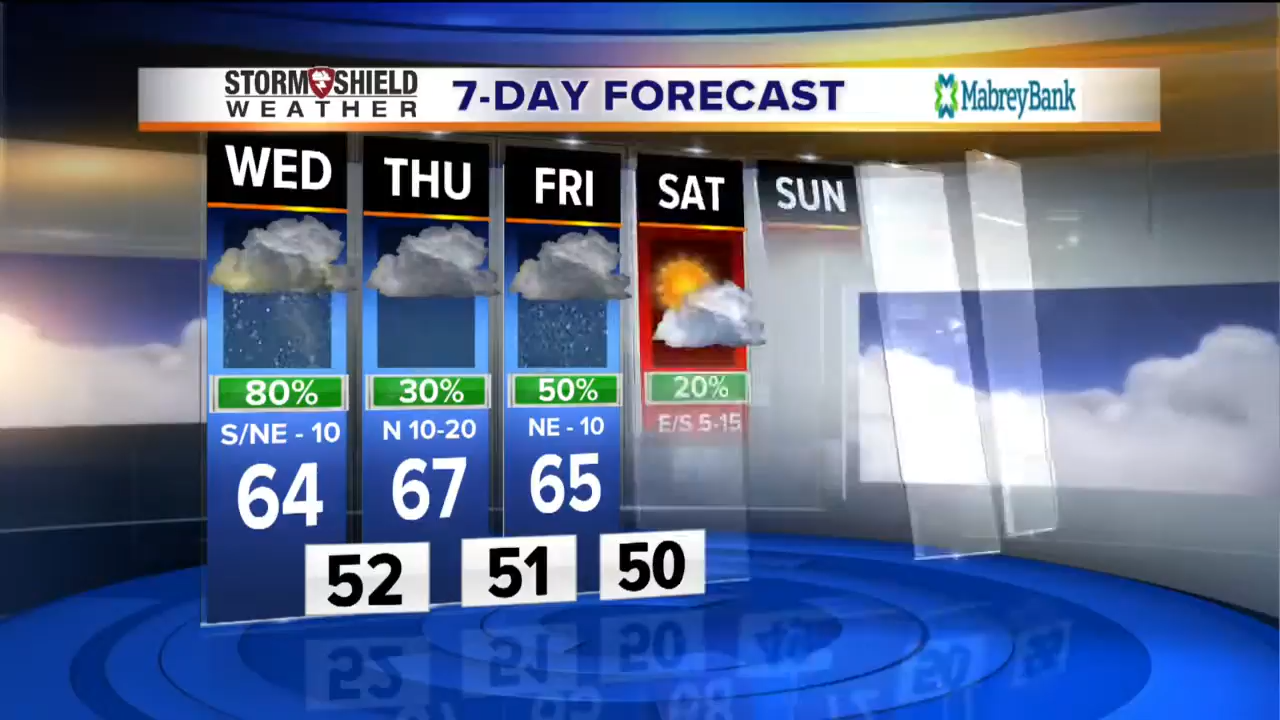 STORM SHIELD
WEATHER
7-DAY FORECAST
MabreyBank
WED
THU
FRI
SAT
SUN
80%
30%
50%
20%
S/NE - 10
N 10-20
NE - 10
E/S 5-15
64
67
65
52
51
50